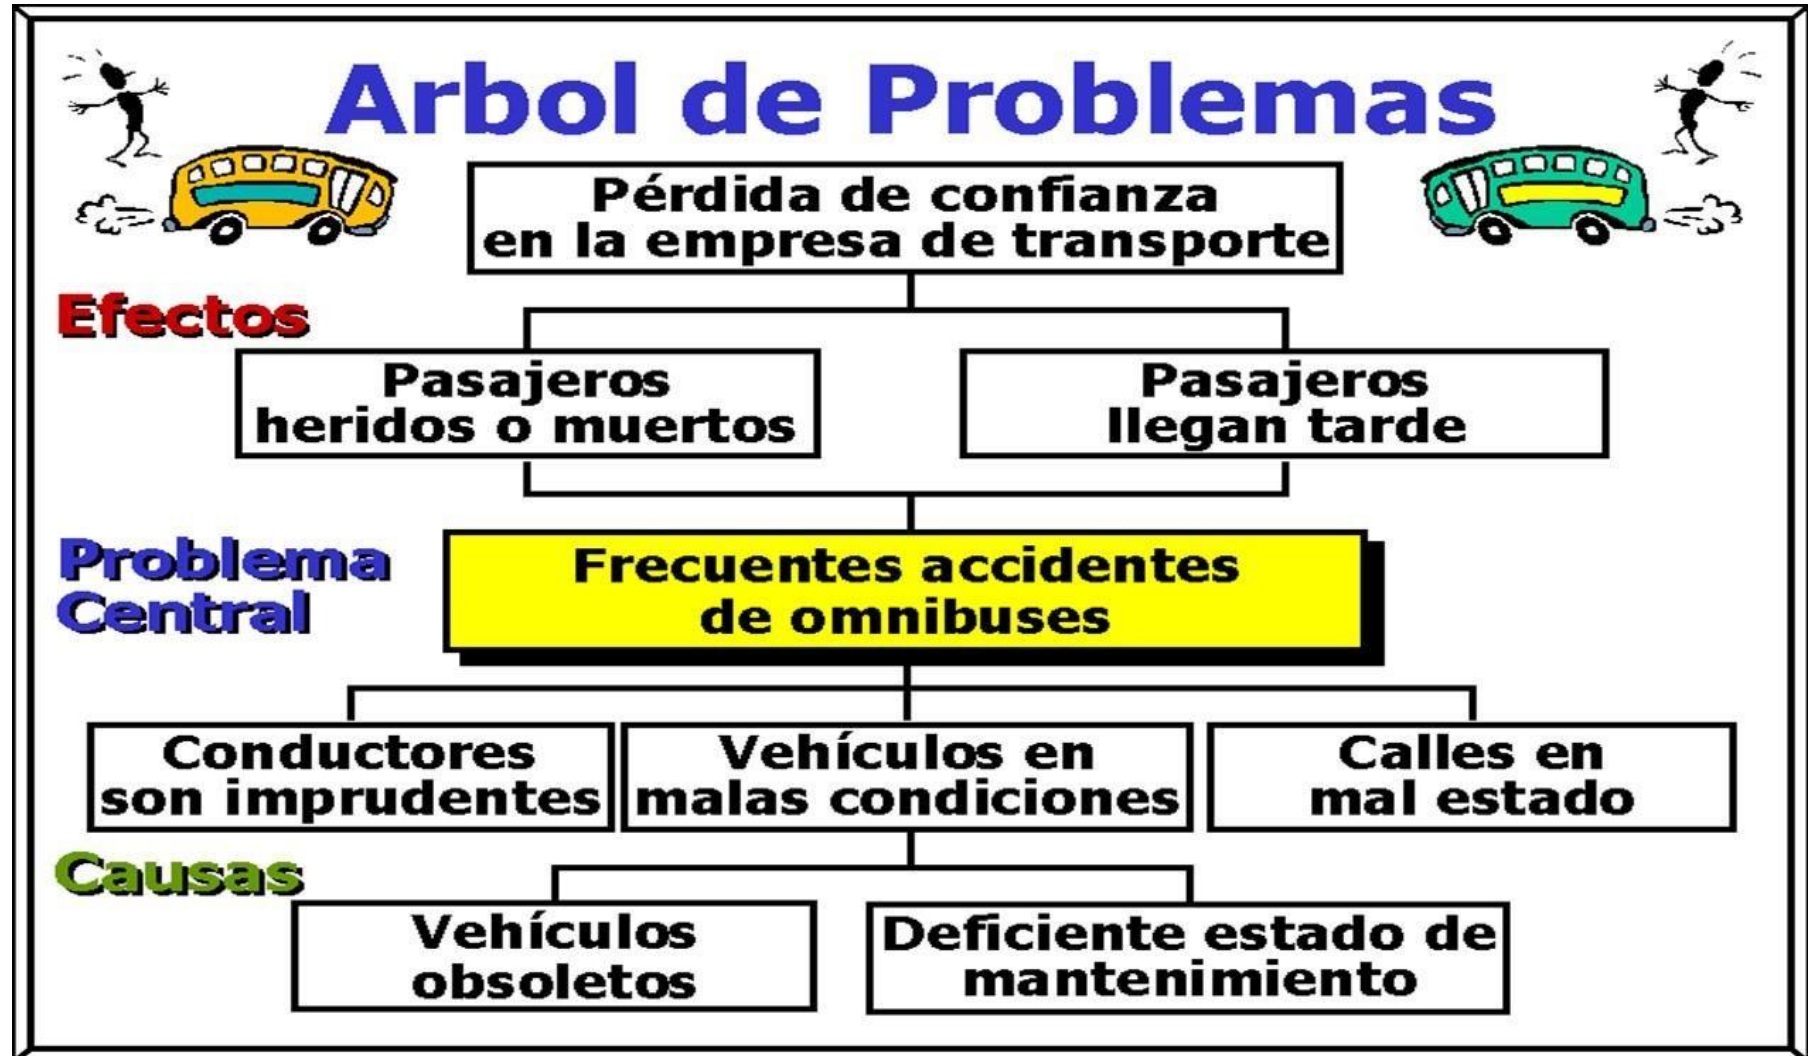 Arbol de Problemas
Pérdida de confianza
en la empresa de transporte
Efectos
Pasajeros
heridos o muertos
Pasajeros
llegan tarde
Problema
Central
Frecuentes accidentes
de omnibuses
Conductores
son imprudentes
Vehículos en
malas condiciones
Calles en
mal estado
Causas
Vehículos
obsoletos
Deficiente estado de
mantenimiento